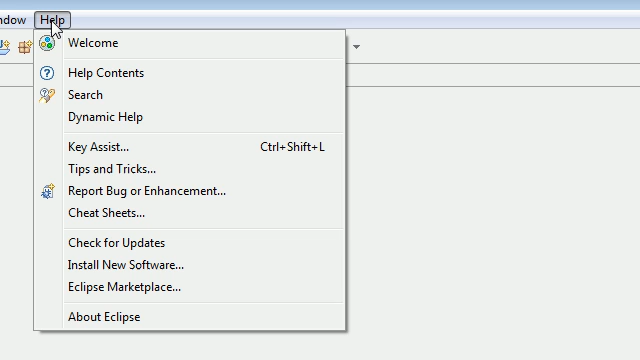 ndow Help
Welcome
Help Contents
Search
Dynamic Help
Key Assist... Ctrl+Shift+L
Tips and Tricks...
Report Bug or Enhancement...
Cheat Sheets...
Check for Updates
Install New Software...
Eclipse Marketplace...
About Eclipse